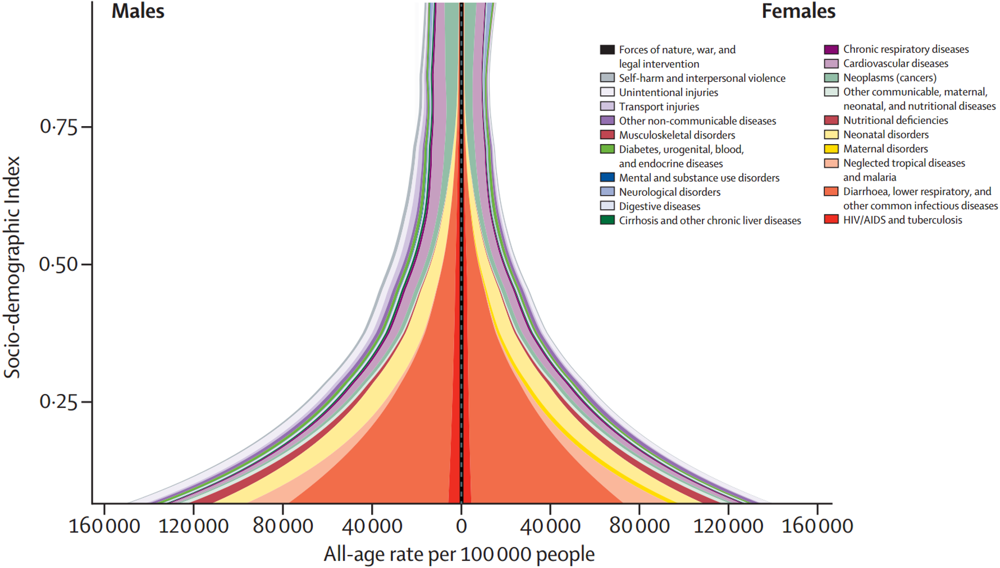 Males
Females
Forces of nature, war, and
legal intervention
Self-harm and interpersonal violence
Unintentional injuries
Transport injuries
Other non-communicable diseases
Musculoskeletal disorders
Diabetes, urogenital, blood,
and endocrine diseases
Mental and substance use disorders
Neurological disorders
Digestive diseases
Cirrhosis and other chronic liver diseases
Chronic respiratory diseases
Cardiovascular diseases
Neoplasms (cancers)
Other communicable, maternal,
neonatal, and nutritional diseases
Nutritional deficiencies
Neonatal disorders
Maternal disorders
Neglected tropical diseases
and malaria
Diarrhoea, lower respiratory, and
other common infectious diseases
HIV/AIDS and tuberculosis
Socio-demographic Index
0·75
0·50
0·25
160 000 120 000 80 000 40 000 0 40 000 80 000 120 000 160 000
All-age rate per 100 000 people